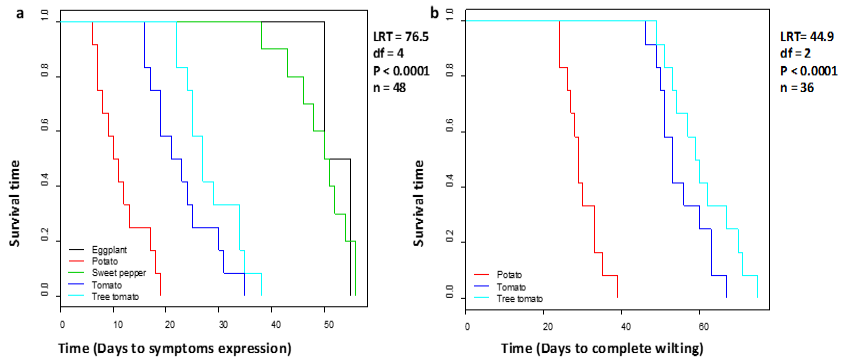 a
LRT = 76.5
df = 4
P < 0.0001
n = 48
Survival time
1.0
0.8
0.6
0.4
0.2
0.0
Eggplant
Potato
Sweet pepper
Tomato
Tree tomato
0 10 20 30 40 50
Time (Days to symptoms expression)
b
LRT= 44.9
df = 2
P < 0.0001
n = 36
Survival time
1.0
0.8
0.6
0.4
0.2
0.0
Potato
Tomato
Tree tomato
0 20 40 60
Time (Days to complete wilting)